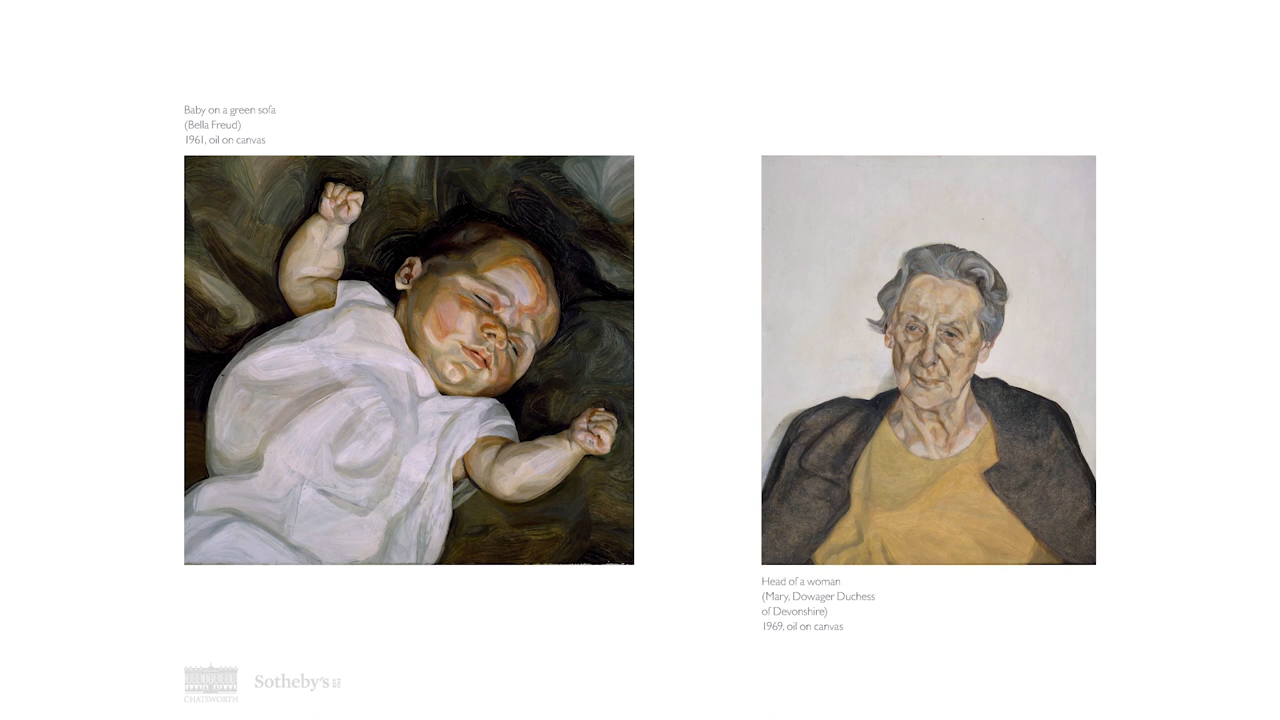 Baby on a green sofa
(Bella Freud)
1961, oil on canvas
Head of a woman
(Mary, Dowager Duchess
of Devonshire)
1969, oil on canvas
CHATSWORTH
Sotheby's